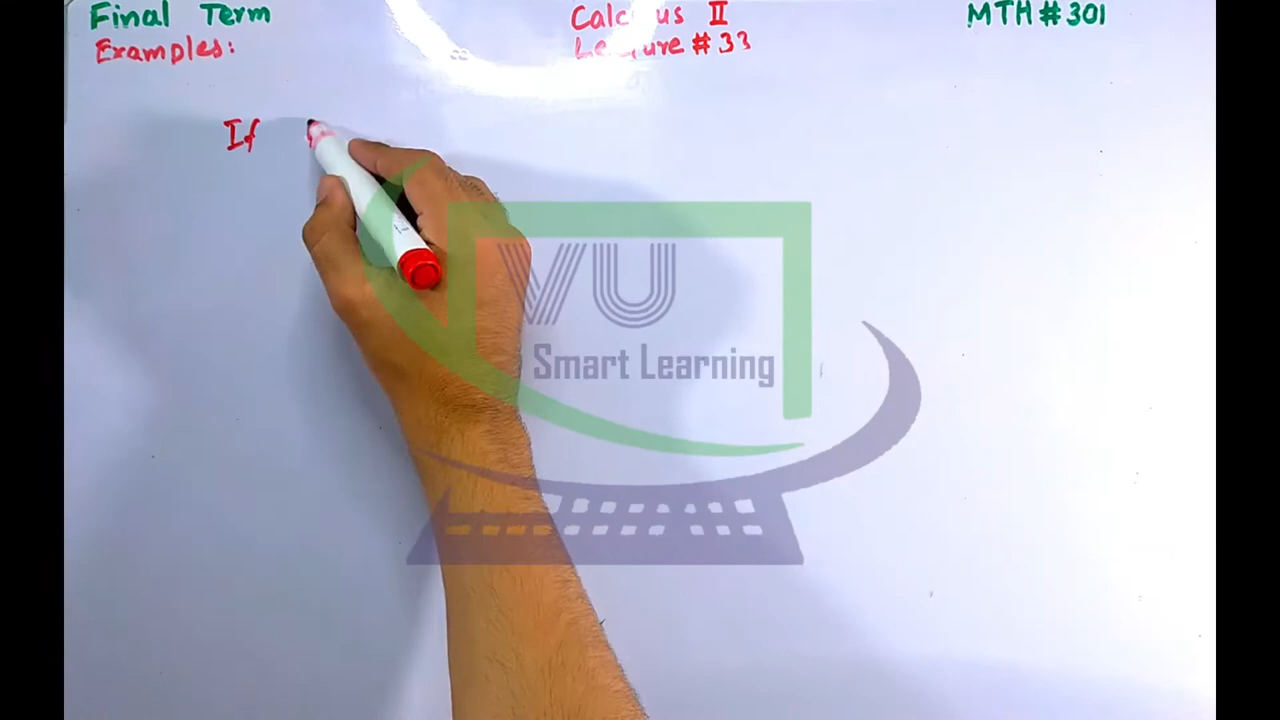 Final Term Calculus II MTH#301
Examples: Lecture #33
If
VU
Smart Learning